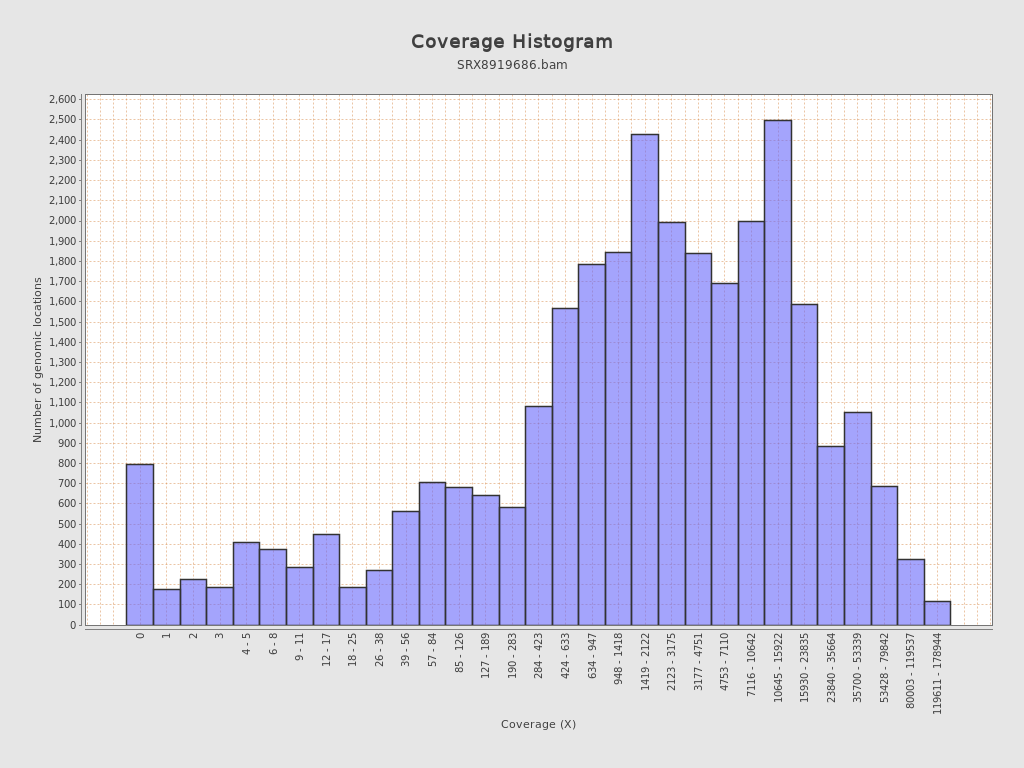 Coverage Histogram
SRX8919686.bam
2,600
2,500
2,400
2,300
2,200
2,100
2,000
1,900
1,800
1,700
1,600
1,500
1,400
1,300
1,200
1,100
1,000
900
800
700
600
500
400
300
200
100
0
Number of genomic locations
0
1
2
3
4 - 5
6 - 8
9 - 11
12 - 17
18 - 25
26 - 38
39 - 56
57 - 84
85 - 126
127 - 189
190 - 283
284 - 423
424 - 633
634 - 947
948 - 1418
1419 - 2122
2123 - 3175
3177 - 4751
4753 - 7110
7116 - 10642
10645 - 15922
15930 - 23835
23840 - 35664
35700 - 53339
53428 - 79842
80003 - 119537
119611 - 178944
Coverage (X)